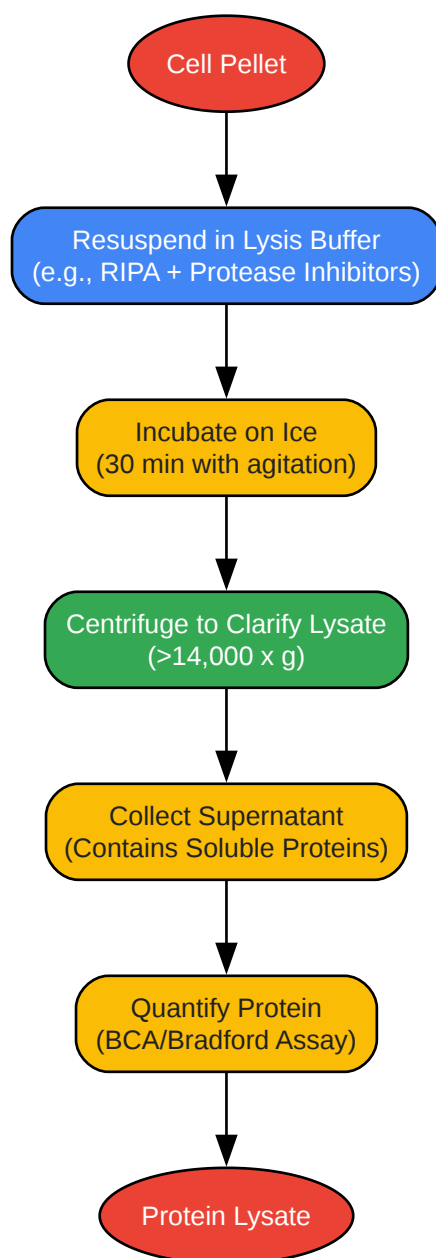 Cell Pellet
Resuspend in Lysis Buffer
(e.g., RIPA + Protease Inhibitors)
Incubate on Ice
(30 min with agitation)
Centrifuge to Clarify Lysate
(>14,000 x g)
Collect Supernatant
(Contains Soluble Proteins)
Quantify Protein
(BCA/Bradford Assay)
Protein Lysate